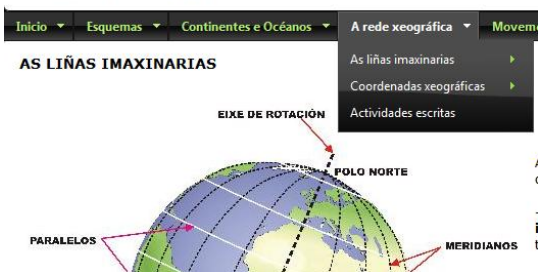 Inicio Esquemas Continentes e Océanos A rede xeográfica
As liñas imaxinarias
Coordenadas xeográficas
Actividades escritas
AS LIÑAS IMAXINARIAS
EIXE DE ROTACIÓN
POLO NORTE
PARALELOS
MERIDIANOS